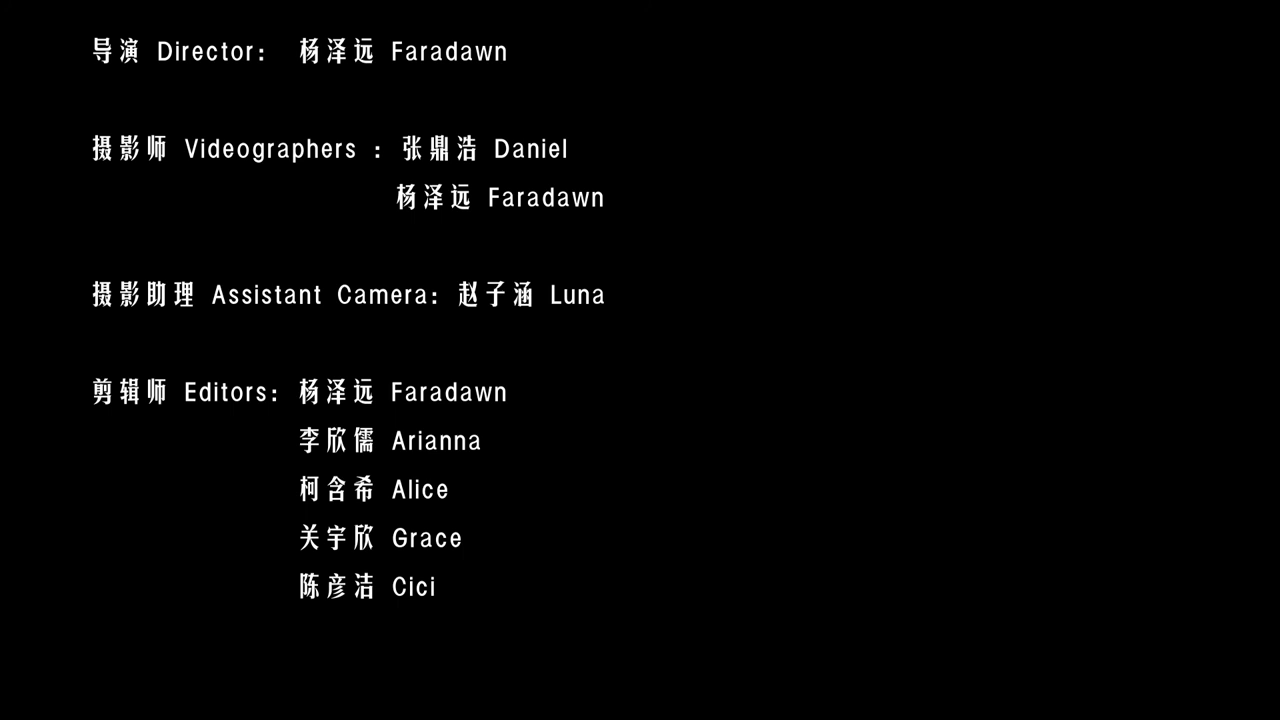 导演 Director： 杨泽远 Faradawn
摄影师 Videographers ：张鼎浩 Daniel
杨泽远 Faradawn
摄影助理 Assistant Camera：赵子涵 Luna
剪辑师 Editors：杨泽远 Faradawn
李欣儒 Arianna
柯含希 Alice
关宇欣 Grace
陈彦洁 Cici